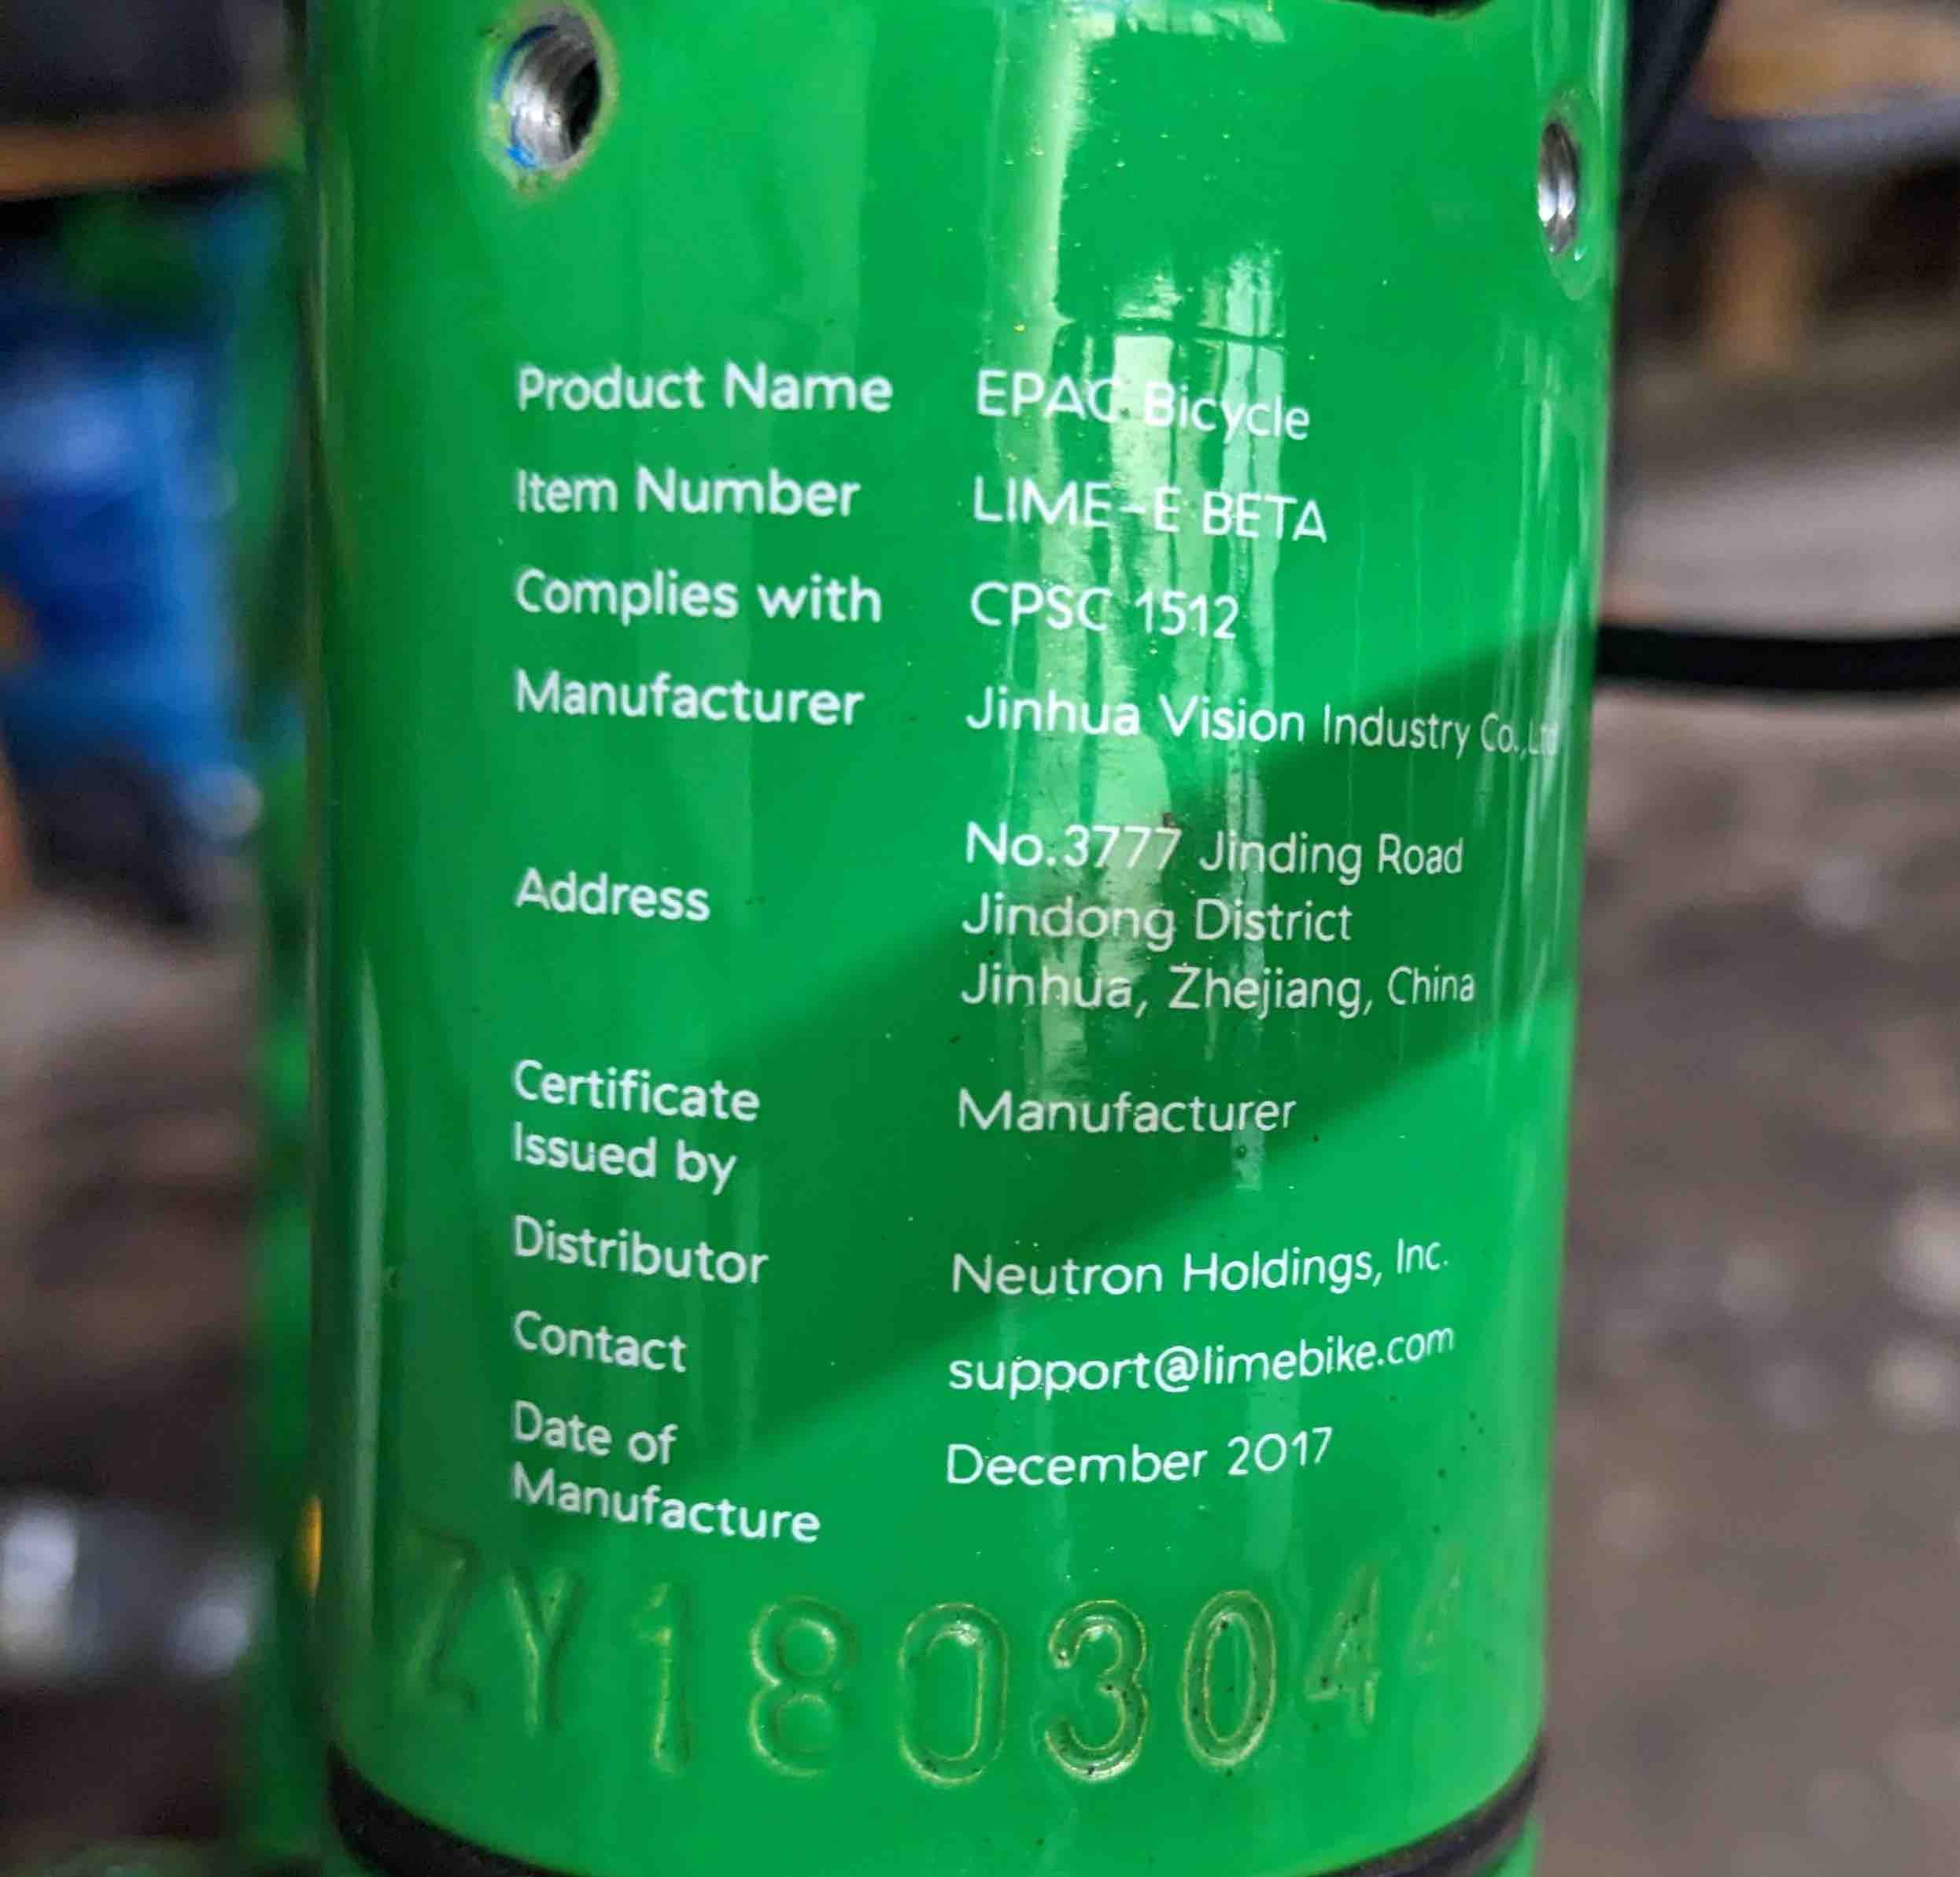 Product Name EPAC Bicycle
Item Number LIME-E BETA
Complies with CPSC 1512
Manufacturer Jinhua Vision Industry Co.,Ltd
Address No.3777 Jinding Road
Jindong District
Jinhua, Zhejiang, China
Certificate
Issued by Manufacturer
Distributor Neutron Holdings, Inc.
Contact support@limebike.com
Date of
Manufacture December 2017